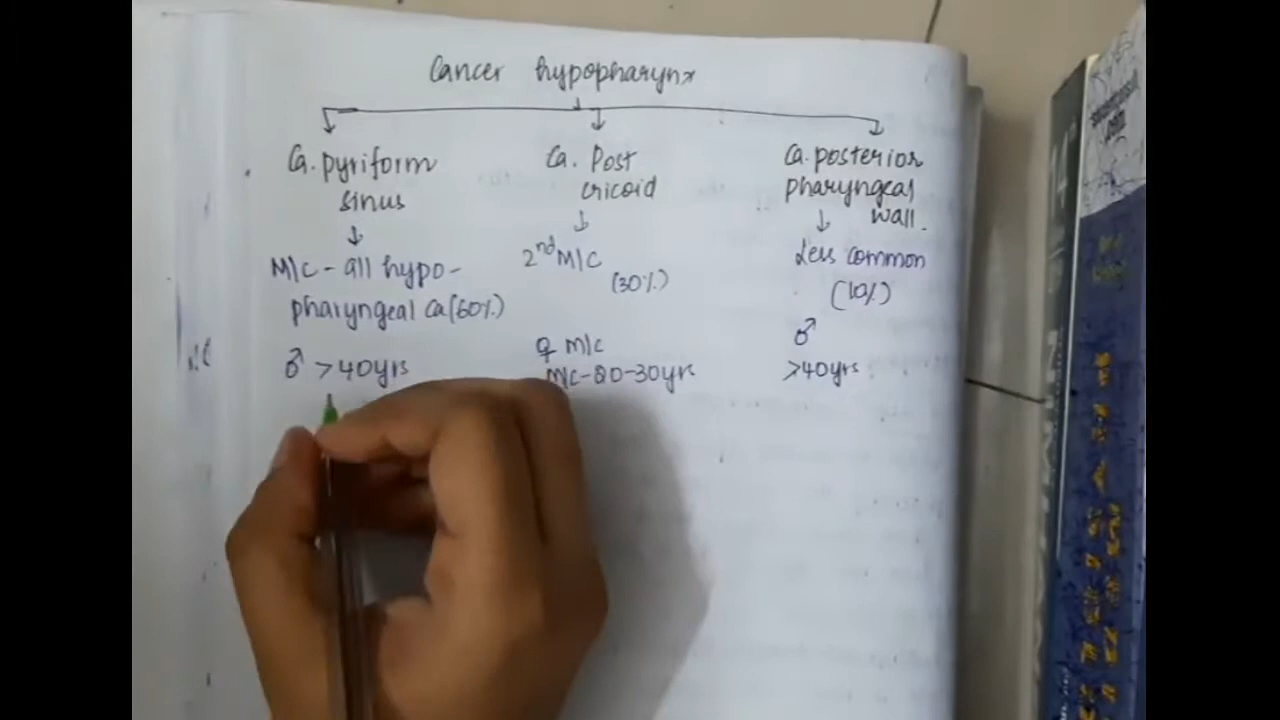 Cancer hypopharynx
Ca. pyriform
sinus
M/C - all hypo-
pharyngeal Ca (60%)
♂ >40yrs
Ca. Post
cricoid
2nd M/C
(30%)
♀ M/C
M/C-20-30yrs
Ca. posterior
pharyngeal
wall.
Less common
(10%)
♂
>40yrs